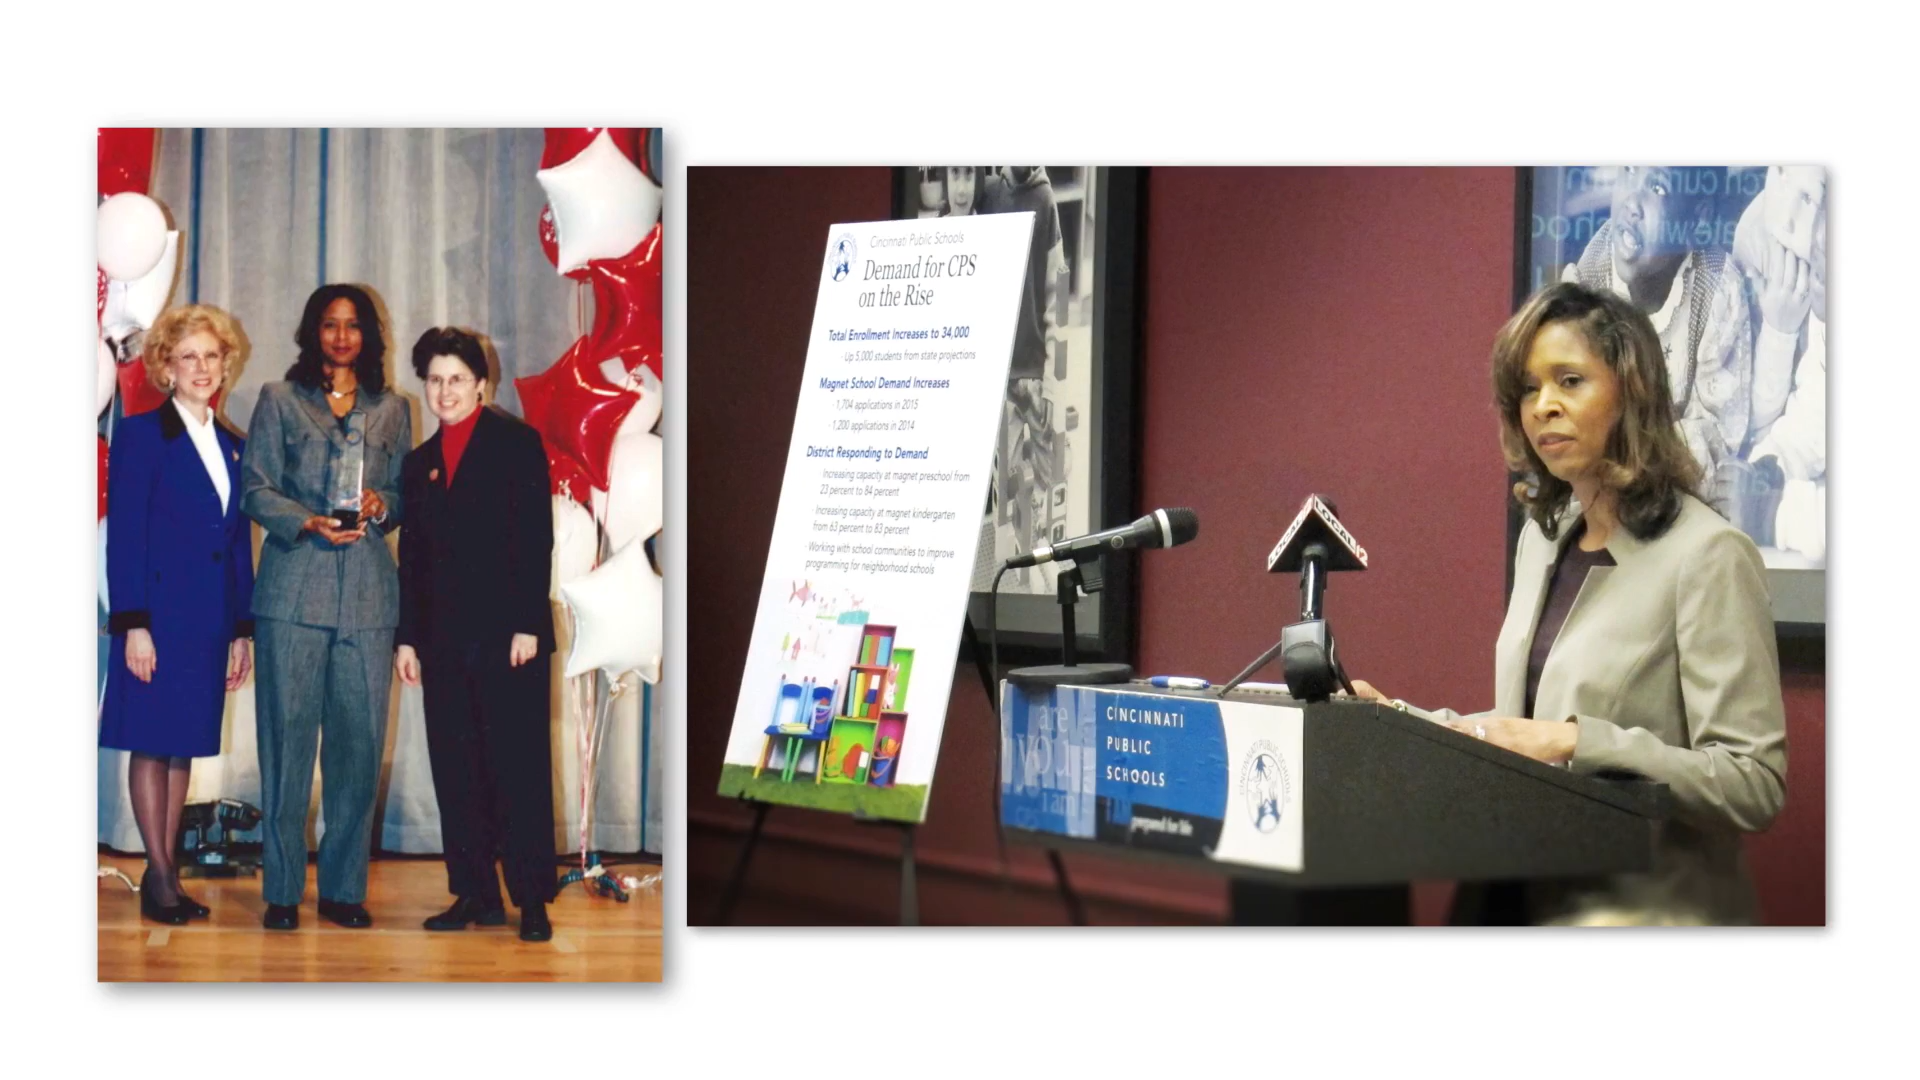 Cincinnati Public Schools
Demand for CPS
on the Rise
Total Enrollment Increases to 34,000
- Up 5,000 students from state projections
Magnet School Demand Increases
- 1,704 applications in 2015
- 1,200 applications in 2014
District Responding to Demand
- Increasing capacity at magnet preschool from
23 percent to 84 percent
- Increasing capacity at magnet kindergarten
from 63 percent to 83 percent
- Working with school communities to improve
programming for neighborhood schools
LOCAL
LOCAL 12
are
you
i am
CINCINNATI
PUBLIC
SCHOOLS
prepared for life
CINCINNATI PUBLIC SCHOOLS